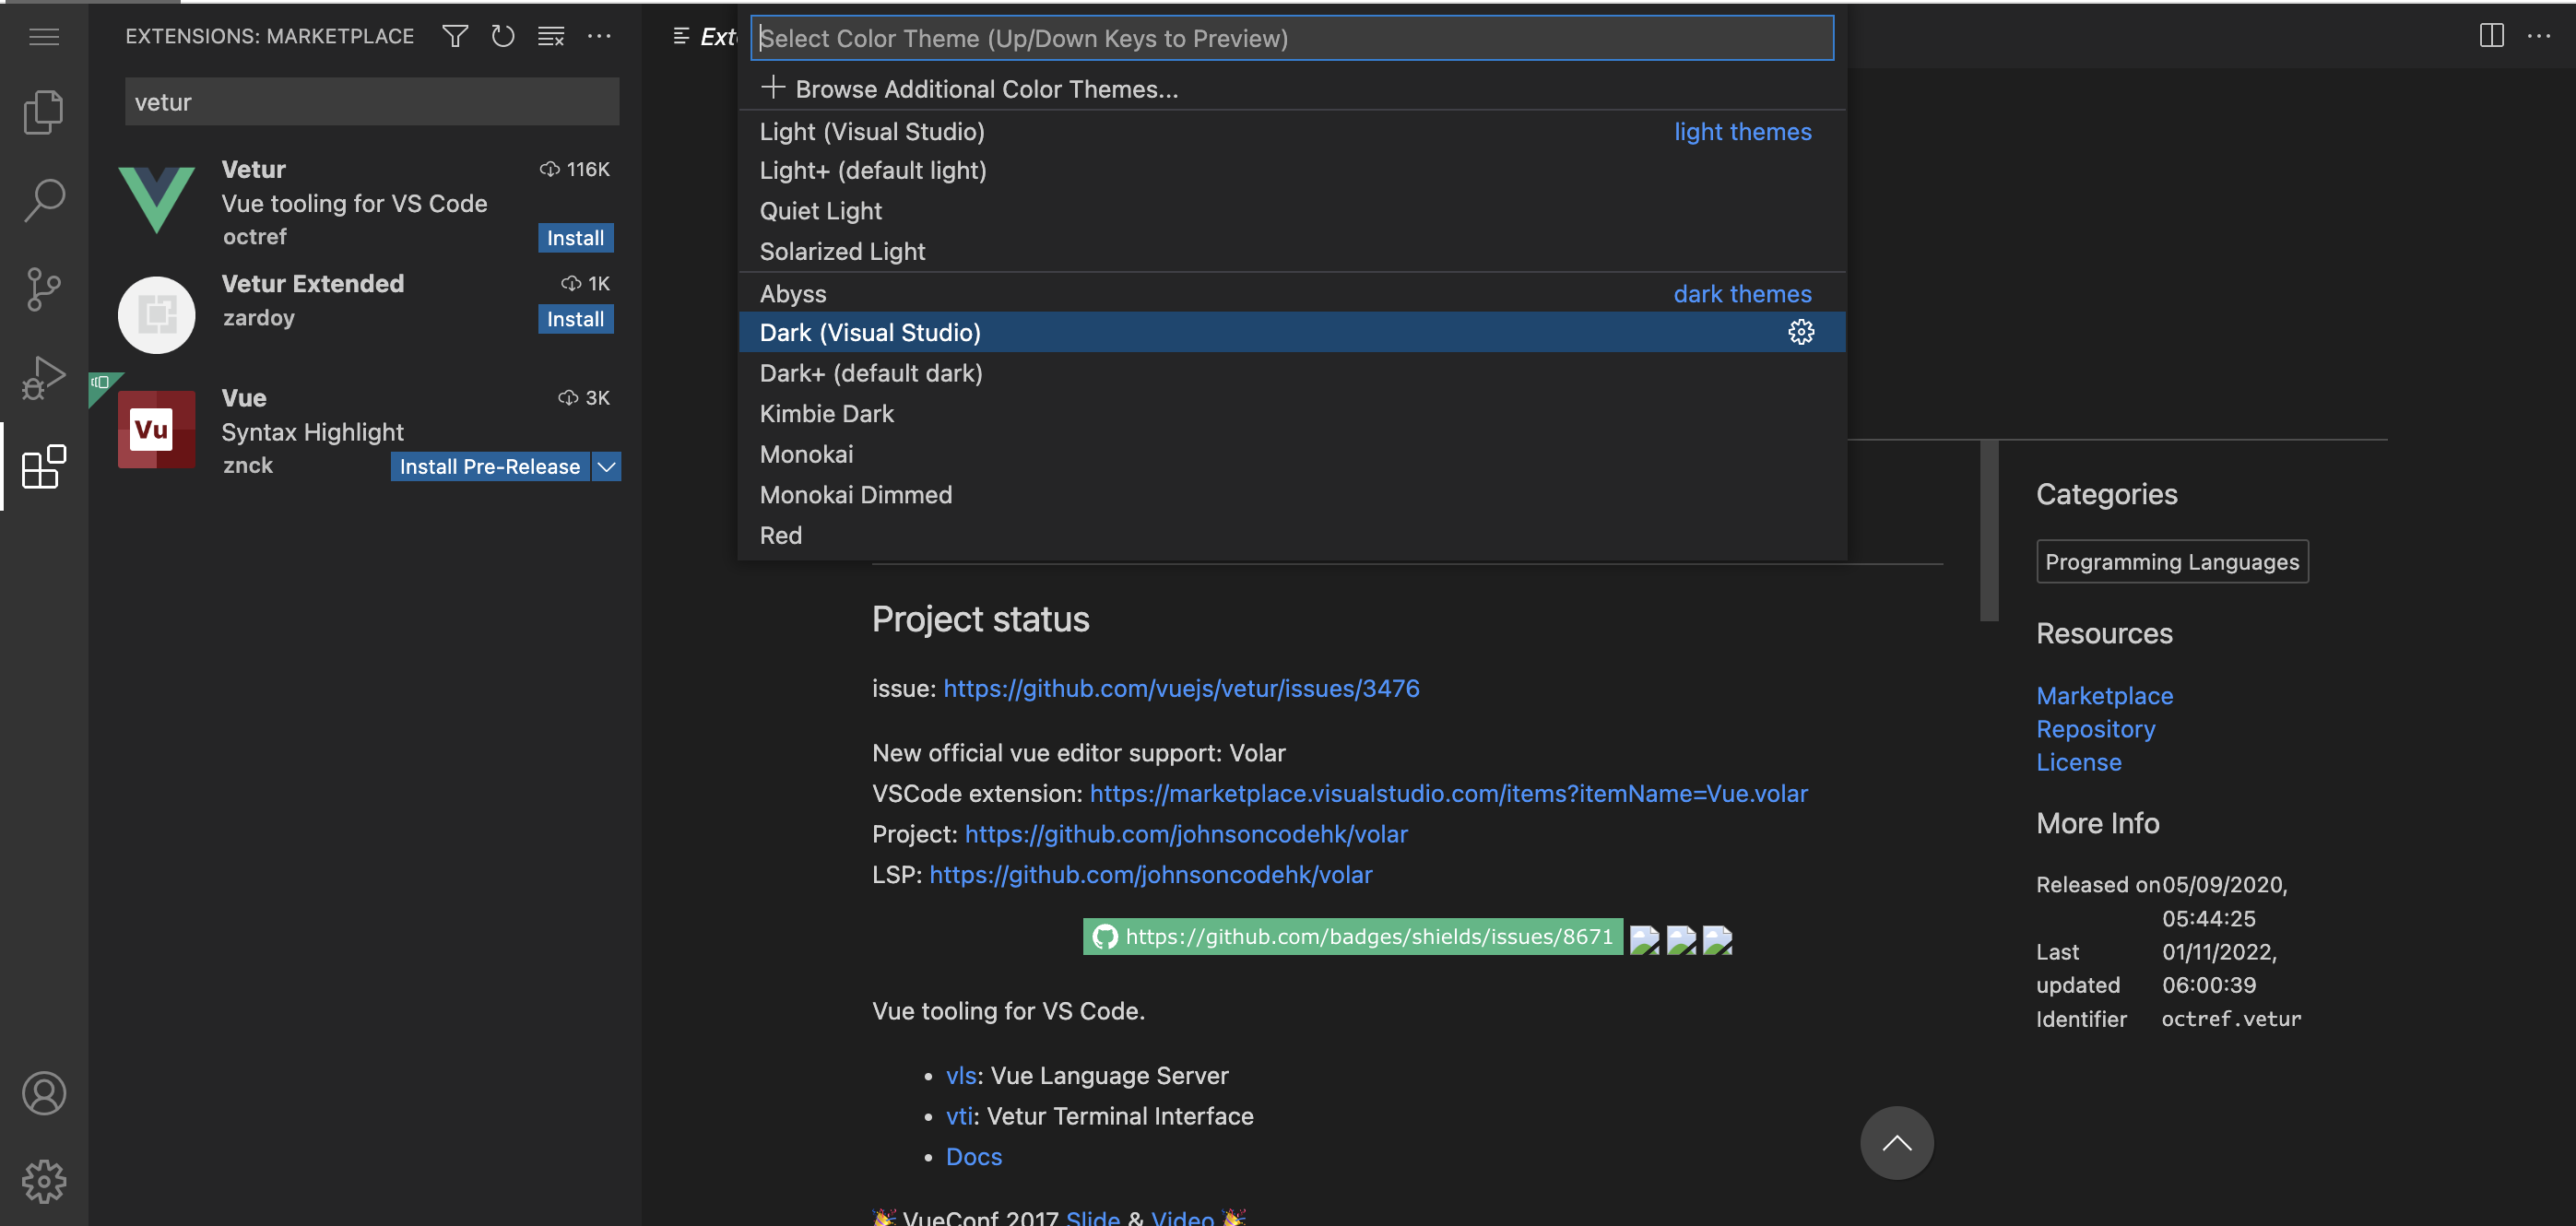 EXTENSIONS: MARKETPLACE
vetur
Vetur
116K
Vue tooling for VS Code
octref
Install
Vetur Extended
1K
zardoy
Install
Vu
Vue
3K
Syntax Highlight
znck
Install Pre-Release
Exte
Select Color Theme (Up/Down Keys to Preview)
Browse Additional Color Themes...
Light (Visual Studio)
light themes
Light+ (default light)
Quiet Light
Solarized Light
Abyss
dark themes
Dark (Visual Studio)
Dark+ (default dark)
Kimbie Dark
Monokai
Monokai Dimmed
Red
Project status
issue: https://github.com/vuejs/vetur/issues/3476
New official vue editor support: Volar
VSCode extension: https://marketplace.visualstudio.com/items?itemName=Vue.volar
Project: https://github.com/johnsoncodehk/volar
LSP: https://github.com/johnsoncodehk/volar
https://github.com/badges/shields/issues/8671
Vue tooling for VS Code.
• vls: Vue Language Server
• vti: Vetur Terminal Interface
• Docs
🎉 VueConf 2017 Slide & Video 🎉
Categories
Programming Languages
Resources
Marketplace
Repository
License
More Info
Released on 05/09/2020,
05:44:25
Last 01/11/2022,
updated 06:00:39
Identifier octref.vetur